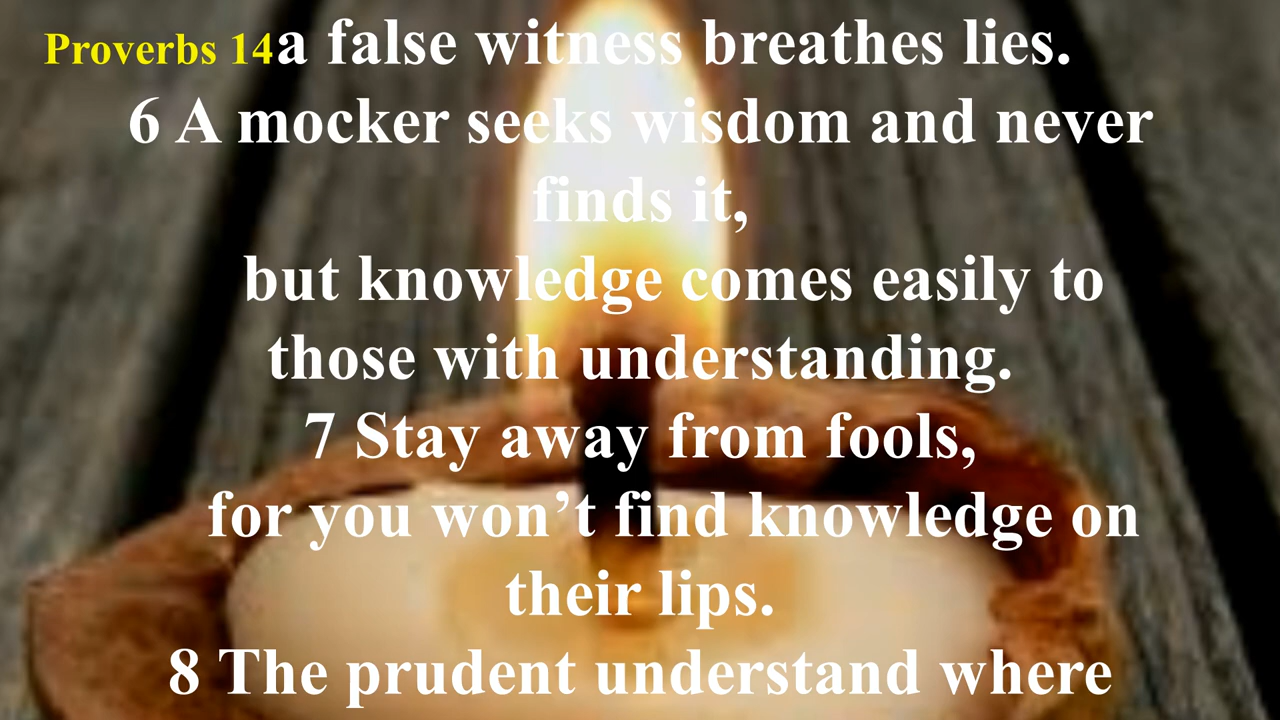 Proverbs 14 a false witness breathes lies.
6 A mocker seeks wisdom and never
finds it,
but knowledge comes easily to
those with understanding.
7 Stay away from fools,
for you won’t find knowledge on
their lips.
8 The prudent understand where